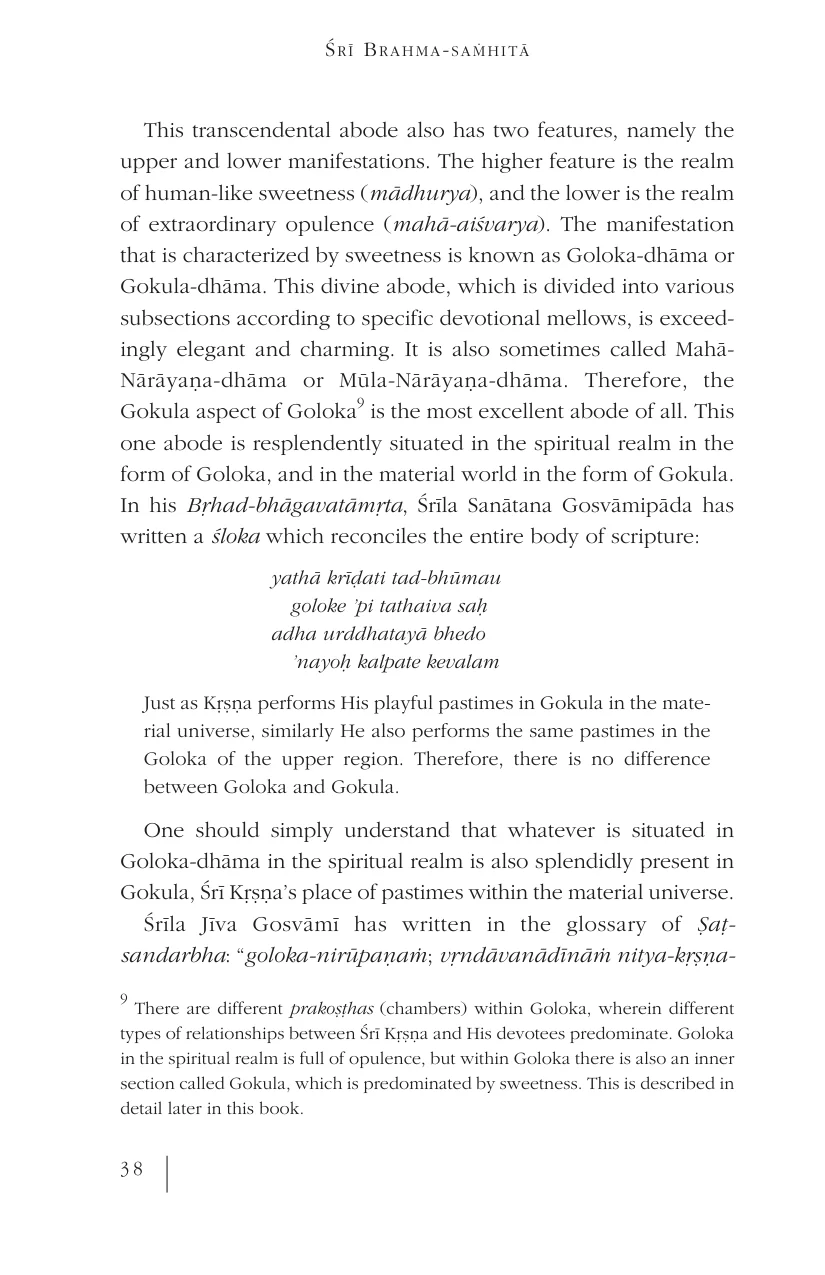 ŚRĪ BRAHMA-SAṀHITĀ
This transcendental abode also has two features, namely the
upper and lower manifestations. The higher feature is the realm
of human-like sweetness (mādhurya), and the lower is the realm
of extraordinary opulence (mahā-aiśvarya). The manifestation
that is characterized by sweetness is known as Goloka-dhāma or
Gokula-dhāma. This divine abode, which is divided into various
subsections according to specific devotional mellows, is exceed-
ingly elegant and charming. It is also sometimes called Mahā-
Nārāyaṇa-dhāma or Mūla-Nārāyaṇa-dhāma. Therefore, the
Gokula aspect of Goloka⁹ is the most excellent abode of all. This
one abode is resplendently situated in the spiritual realm in the
form of Goloka, and in the material world in the form of Gokula.
In his Bṛhad-bhāgavatāmṛta, Śrīla Sanātana Gosvāmipāda has
written a śloka which reconciles the entire body of scripture:
yathā krīḍati tad-bhūmau
goloke ’pi tathaiva saḥ
adha urddhatayā bhedo
’nayoḥ kalpate kevalam
Just as Kṛṣṇa performs His playful pastimes in Gokula in the mate-
rial universe, similarly He also performs the same pastimes in the
Goloka of the upper region. Therefore, there is no difference
between Goloka and Gokula.
One should simply understand that whatever is situated in
Goloka-dhāma in the spiritual realm is also splendidly present in
Gokula, Śrī Kṛṣṇa’s place of pastimes within the material universe.
Śrīla Jīva Gosvāmī has written in the glossary of Ṣaṭ-
sandarbha: “goloka-nirūpaṇaṁ; vṛndāvanādīnāṁ nitya-kṛṣṇa-
⁹ There are different prakoṣṭhas (chambers) within Goloka, wherein different
types of relationships between Śrī Kṛṣṇa and His devotees predominate. Goloka
in the spiritual realm is full of opulence, but within Goloka there is also an inner
section called Gokula, which is predominated by sweetness. This is described in
detail later in this book.
38